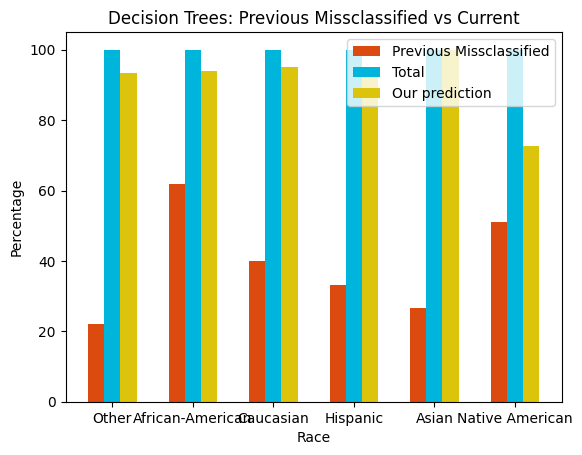 Decision Trees: Previous Missclassified vs Current
Previous Missclassified
Total
Our prediction
Percentage
100
80
60
40
20
0
Other
African-American
Caucasian
Hispanic
Asian
Native American
Race